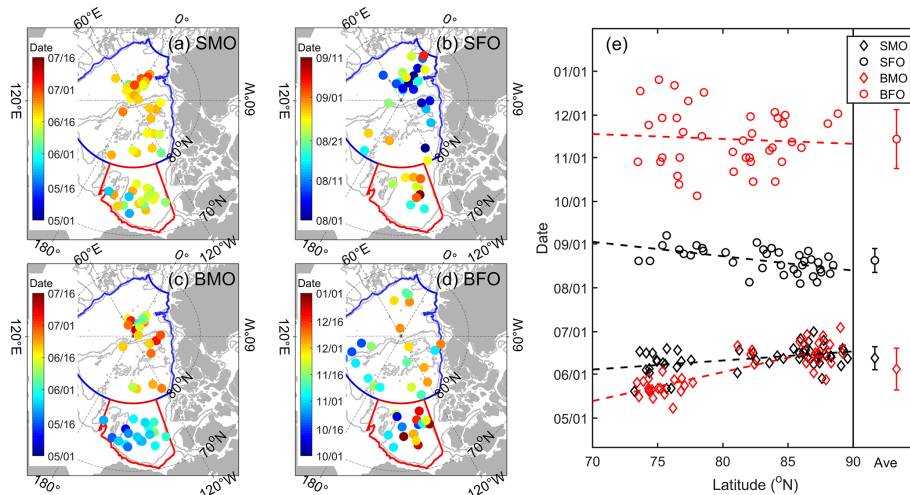 60°E
0°
(a) SMO
Date
07/16
07/01
06/16
06/01
05/16
05/01
120°E
60°W
80°N
70°N
180°
120°W
60°E
0°
(b) SFO
Date
09/11
09/01
08/21
08/11
08/01
120°E
60°W
80°N
70°N
180°
120°W
60°E
0°
(c) BMO
Date
07/16
07/01
06/16
06/01
05/16
05/01
120°E
60°W
80°N
70°N
180°
120°W
60°E
0°
(d) BFO
Date
01/01
12/16
12/01
11/16
11/01
10/16
10/01
120°E
60°W
80°N
70°N
180°
120°W
(e)
SMO
SFO
BMO
BFO
Date
01/01
12/01
11/01
09/01
08/01
07/01
06/01
05/01
70
75
80
85
90
Ave
Latitude (°N)